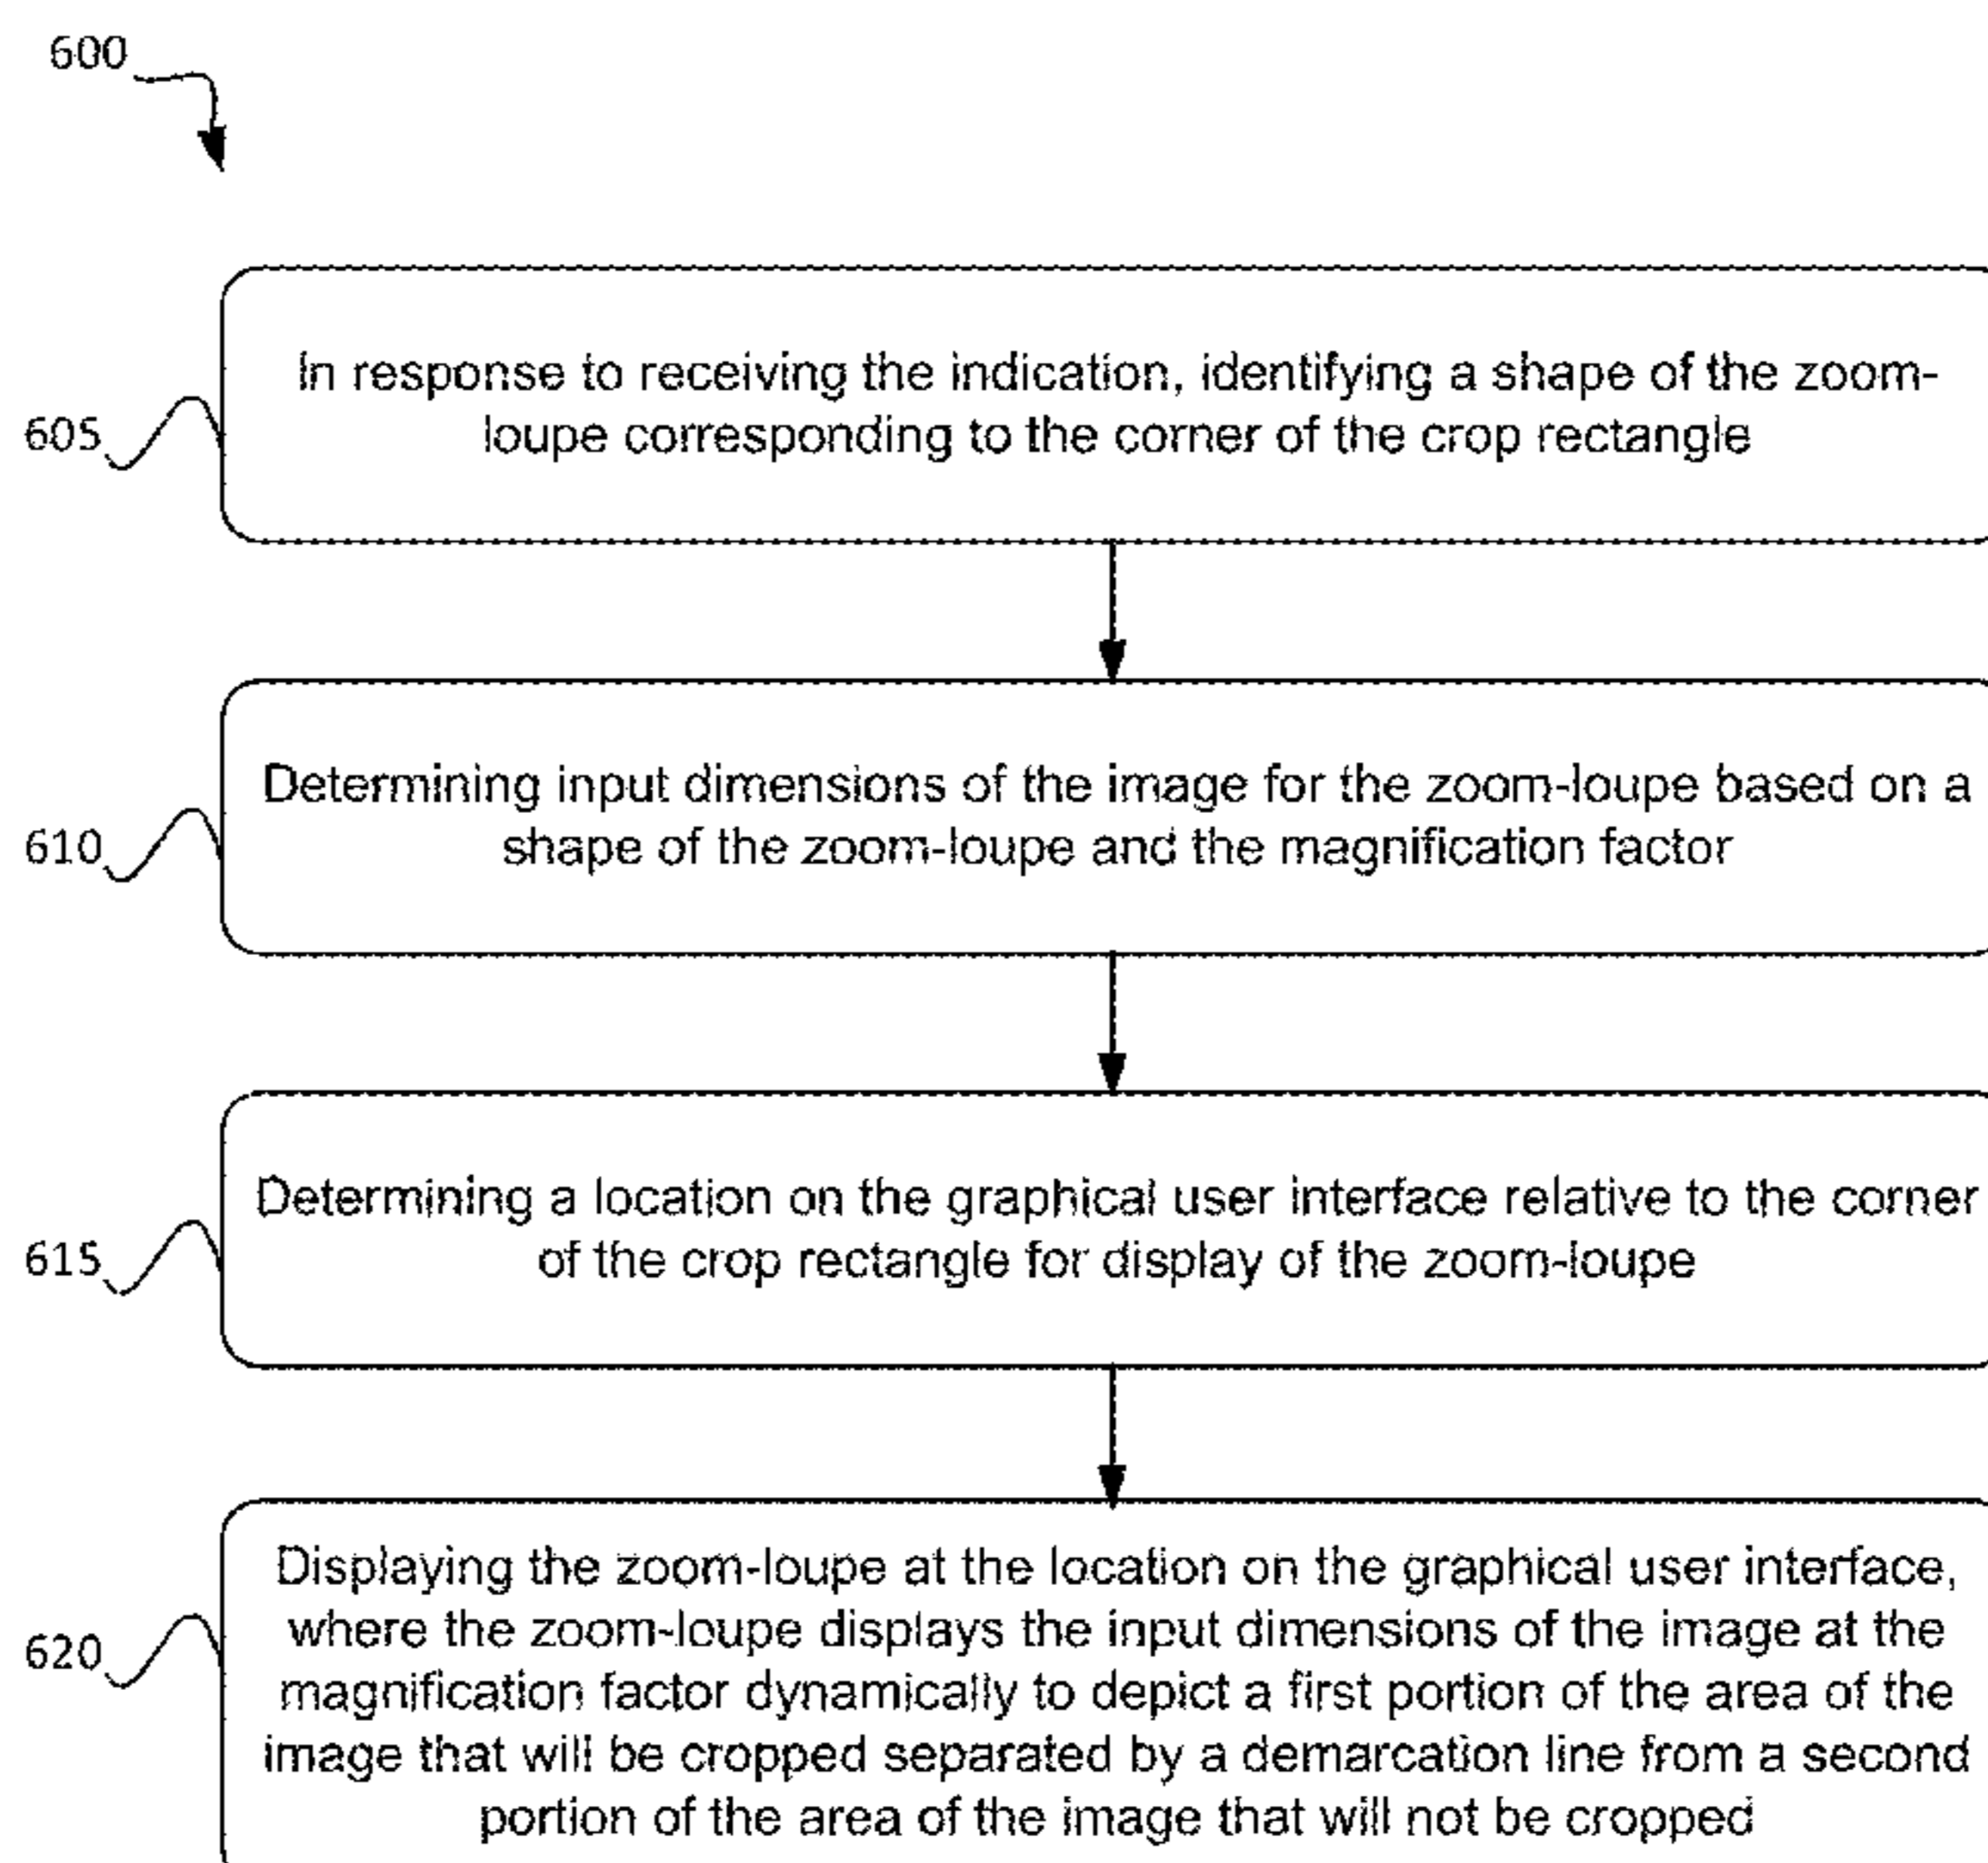 600
605
In response to receiving the indication, identifying a shape of the zoom-
loupe corresponding to the corner of the crop rectangle
610
Determining input dimensions of the image for the zoom-loupe based on a
shape of the zoom-loupe and the magnification factor
615
Determining a location on the graphical user interface relative to the corner
of the crop rectangle for display of the zoom-loupe
620
Displaying the zoom-loupe at the location on the graphical user interface,
where the zoom-loupe displays the input dimensions of the image at the
magnification factor dynamically to depict a first portion of the area of the
image that will be cropped separated by a demarcation line from a second
portion of the area of the image that will not be cropped